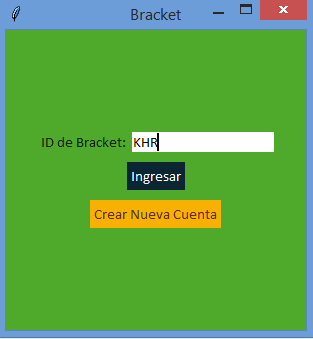 Bracket
ID de Bracket: KHR
Ingresar
Crear Nueva Cuenta